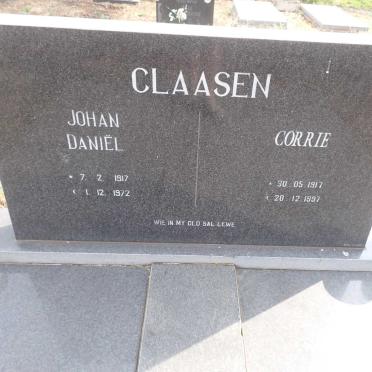 CLAASEN
JOHAN
DANIËL
* 7. 2. 1917
+ 1. 12. 1972
CORRIE
* 30.05.1917
+ 20.12.1997
WIE IN MY GLO SAL LEWE